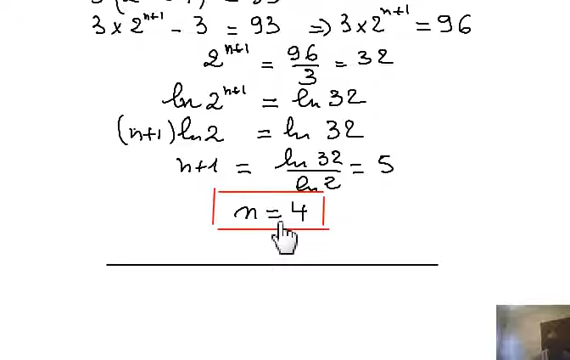 3 × 2^{n+1} - 3 = 93 ⟹ 3 × 2^{n+1} = 96
2^{n+1} = 96/3 = 32
ln 2^{n+1} = ln 32
(n+1) ln 2 = ln 32
n+1 = ln 32 / ln 2 = 5
n = 4